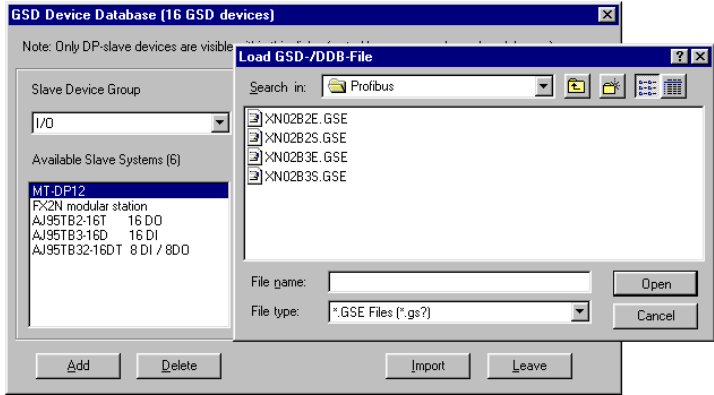 GSD Device Database (16 GSD devices)
Note: Only DP-slave devices are visible
Slave Device Group
I/O
Available Slave Systems (6)
MT-DP12
FX2N modular station
AJ95TB2-16T 16 DO
AJ95TB3-16D 16 DI
AJ95TB32-16DT 8 DI / 8DO
Add
Delete
Import
Leave
Load GSD-/DDB-File
Search in:
Profibus
XN02B2E.GSE
XN02B2S.GSE
XN02B3E.GSE
XN02B3S.GSE
File name:
Open
File type:
*.GSE Files (*.gs?)
Cancel